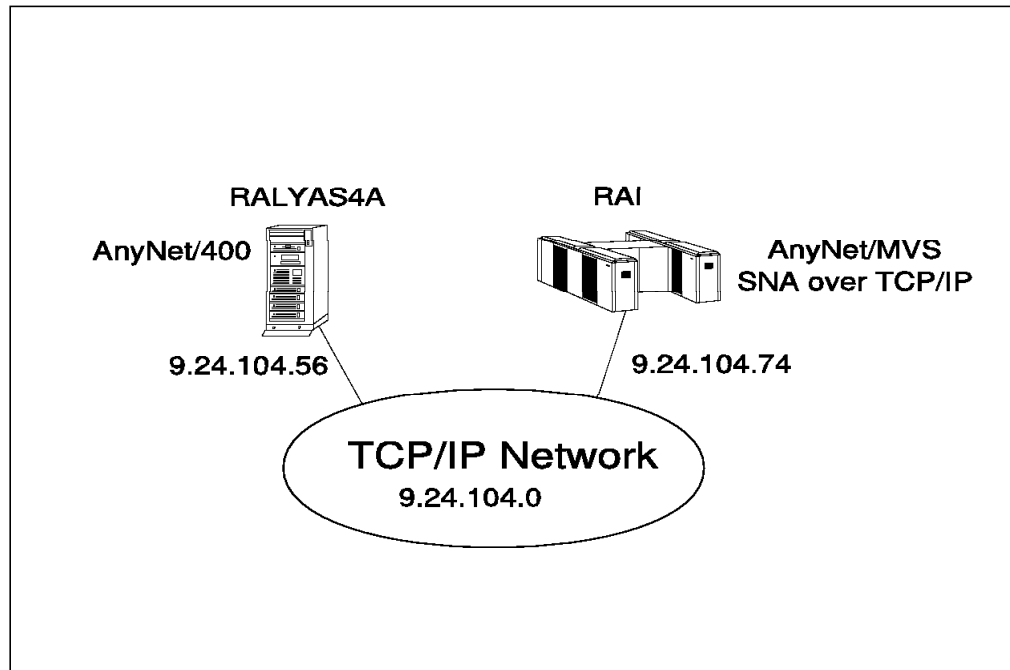 RALYAS4A
RAI
AnyNet/400
AnyNet/MVS
SNA over TCP/IP
9.24.104.56
9.24.104.74
TCP/IP Network
9.24.104.0